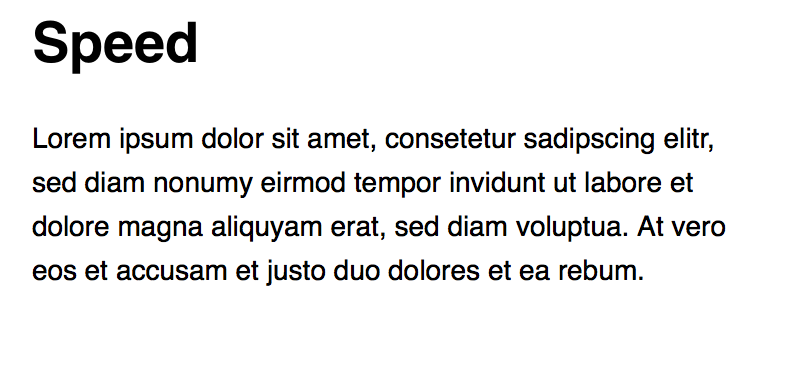 Speed
Lorem ipsum dolor sit amet, consetetur sadipscing elitr,
sed diam nonumy eirmod tempor invidunt ut labore et
dolore magna aliquyam erat, sed diam voluptua. At vero
eos et accusam et justo duo dolores et ea rebum.